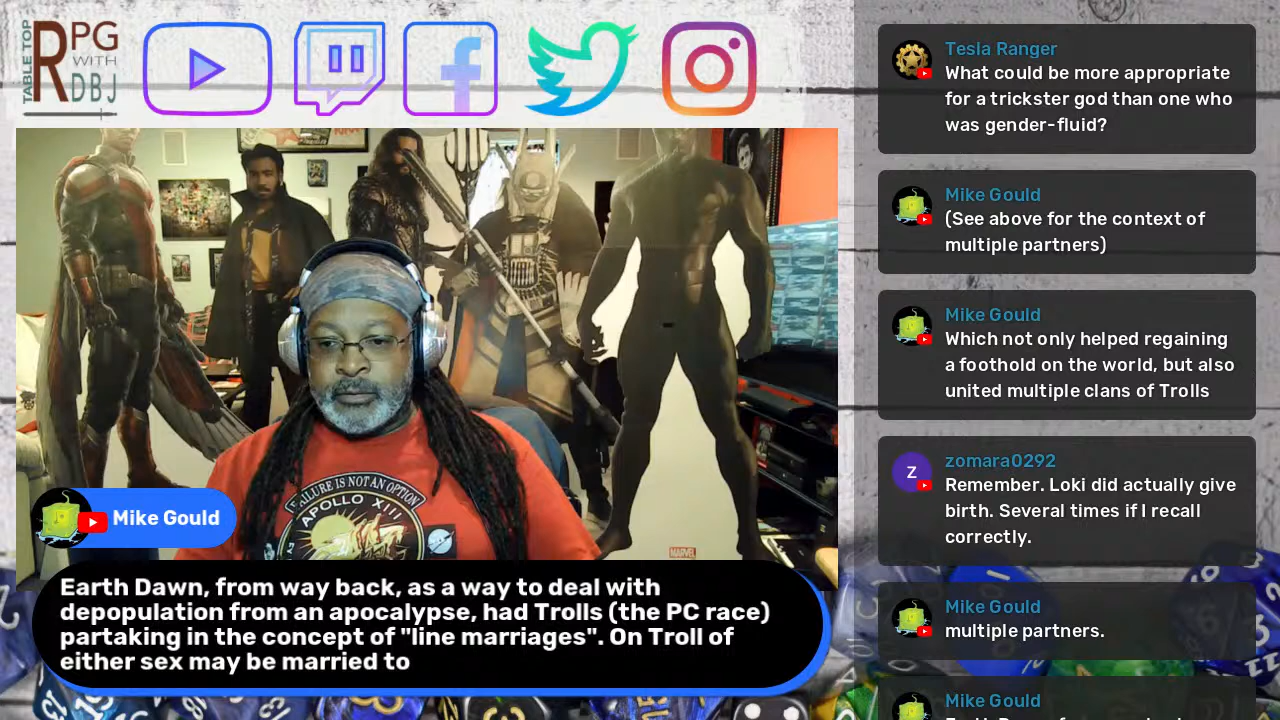 TABLE TOP
RPG
WITH
RDBJ
Tesla Ranger
What could be more appropriate
for a trickster god than one who
was gender-fluid?
Mike Gould
(See above for the context of
multiple partners)
Mike Gould
Which not only helped regaining
a foothold on the world, but also
united multiple clans of Trolls
Z
zomara0292
Remember. Loki did actually give
birth. Several times if I recall
correctly.
Mike Gould
multiple partners.
Mike Gould
FAILURE IS NOT AN OPTION
APOLLO XIII
MARVEL
Mike Gould
Earth Dawn, from way back, as a way to deal with
depopulation from an apocalypse, had Trolls (the PC race)
partaking in the concept of "line marriages". On Troll of
either sex may be married to